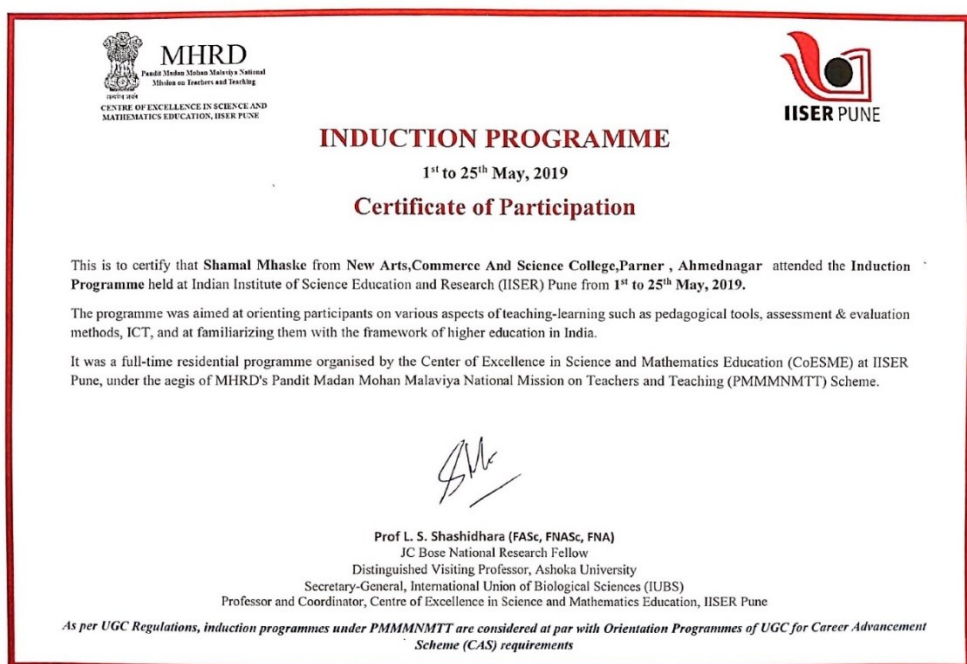 MHRD
Pandit Madan Mohan Malaviya National
Mission on Teachers and Teaching
सत्यमेव जयते
CENTRE OF EXCELLENCE IN SCIENCE AND
MATHEMATICS EDUCATION, IISER PUNE
IISER PUNE
INDUCTION PROGRAMME
1st to 25th May, 2019
Certificate of Participation
This is to certify that Shamal Mhaske from New Arts,Commerce And Science College,Parner , Ahmednagar attended the Induction
Programme held at Indian Institute of Science Education and Research (IISER) Pune from 1st to 25th May, 2019.
The programme was aimed at orienting participants on various aspects of teaching-learning such as pedagogical tools, assessment & evaluation
methods, ICT, and at familiarizing them with the framework of higher education in India.
It was a full-time residential programme organised by the Center of Excellence in Science and Mathematics Education (CoESME) at IISER
Pune, under the aegis of MHRD's Pandit Madan Mohan Malaviya National Mission on Teachers and Teaching (PMMMNMTT) Scheme.
Prof L. S. Shashidhara (FASc, FNASc, FNA)
JC Bose National Research Fellow
Distinguished Visiting Professor, Ashoka University
Secretary-General, International Union of Biological Sciences (IUBS)
Professor and Coordinator, Centre of Excellence in Science and Mathematics Education, IISER Pune
As per UGC Regulations, induction programmes under PMMMNMTT are considered at par with Orientation Programmes of UGC for Career Advancement
Scheme (CAS) requirements